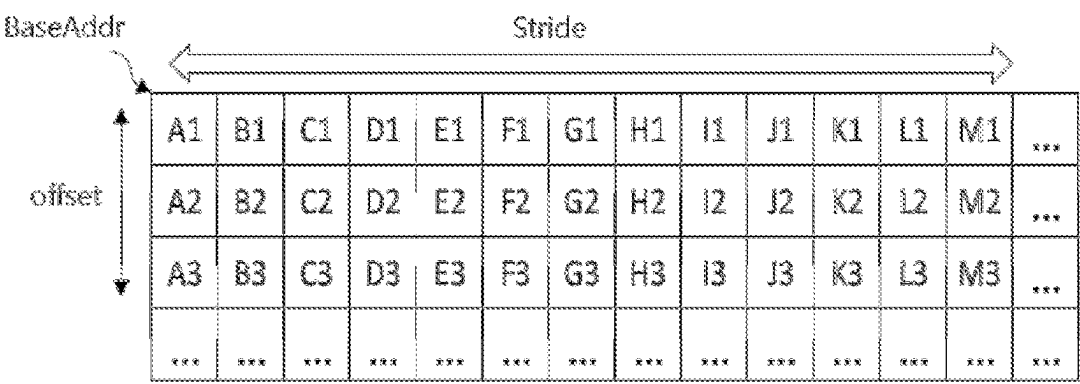 BaseAddr
Stride
offset
A1 B1 C1 D1 E1 F1 G1 H1 I1 J1 K1 L1 M1 ...
A2 B2 C2 D2 E2 F2 G2 H2 I2 J2 K2 L2 M2 ...
A3 B3 C3 D3 E3 F3 G3 H3 I3 J3 K3 L3 M3 ...
... ... ... ... ... ... ... ... ... ... ... ... ... ...